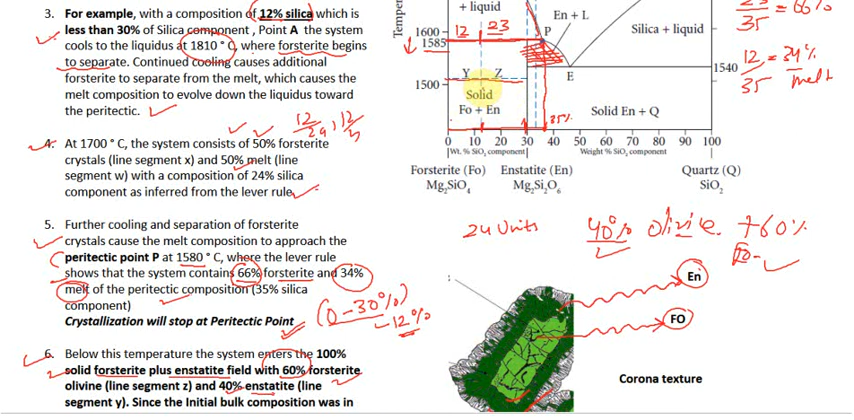 3. For example, with a composition of 12% silica which is
less than 30% of Silica component , Point A the system
cools to the liquidus at 1810 ° C, where forsterite begins
to separate. Continued cooling causes additional
forsterite to separate from the melt, which causes the
melt composition to evolve down the liquidus toward
the peritectic.
4. At 1700 ° C, the system consists of 50% forsterite
crystals (line segment x) and 50% melt (line
segment w) with a composition of 24% silica
component as inferred from the lever rule
5. Further cooling and separation of forsterite
crystals cause the melt composition to approach the
peritectic point P at 1580 ° C, where the lever rule
shows that the system contains 66% forsterite and 34%
melt of the peritectic composition (35% silica
component)
Crystallization will stop at Peritectic Point
(0-30%)
12%
6. Below this temperature the system enters the 100%
solid forsterite plus enstatite field with 60% forsterite
olivine (line segment z) and 40% enstatite (line
segment y). Since the Initial bulk composition was in
+ liquid
12 23
P
En + L
Silica + liquid
1600
1585
1500
1540
E
Y Z
Solid
Fo + En
Solid En + Q
35%
0 10 20 30 40 50 60 70 80 90 100
Wt. % SiO2 component
Weight % SiO2 component
Forsterite (Fo) Enstatite (En) Quartz (Q)
Mg2SiO4 Mg2Si2O6 SiO2
35 = 66%
12/35 = 34% melt
24 Units
40% olivine +60%
En
FO
Corona texture